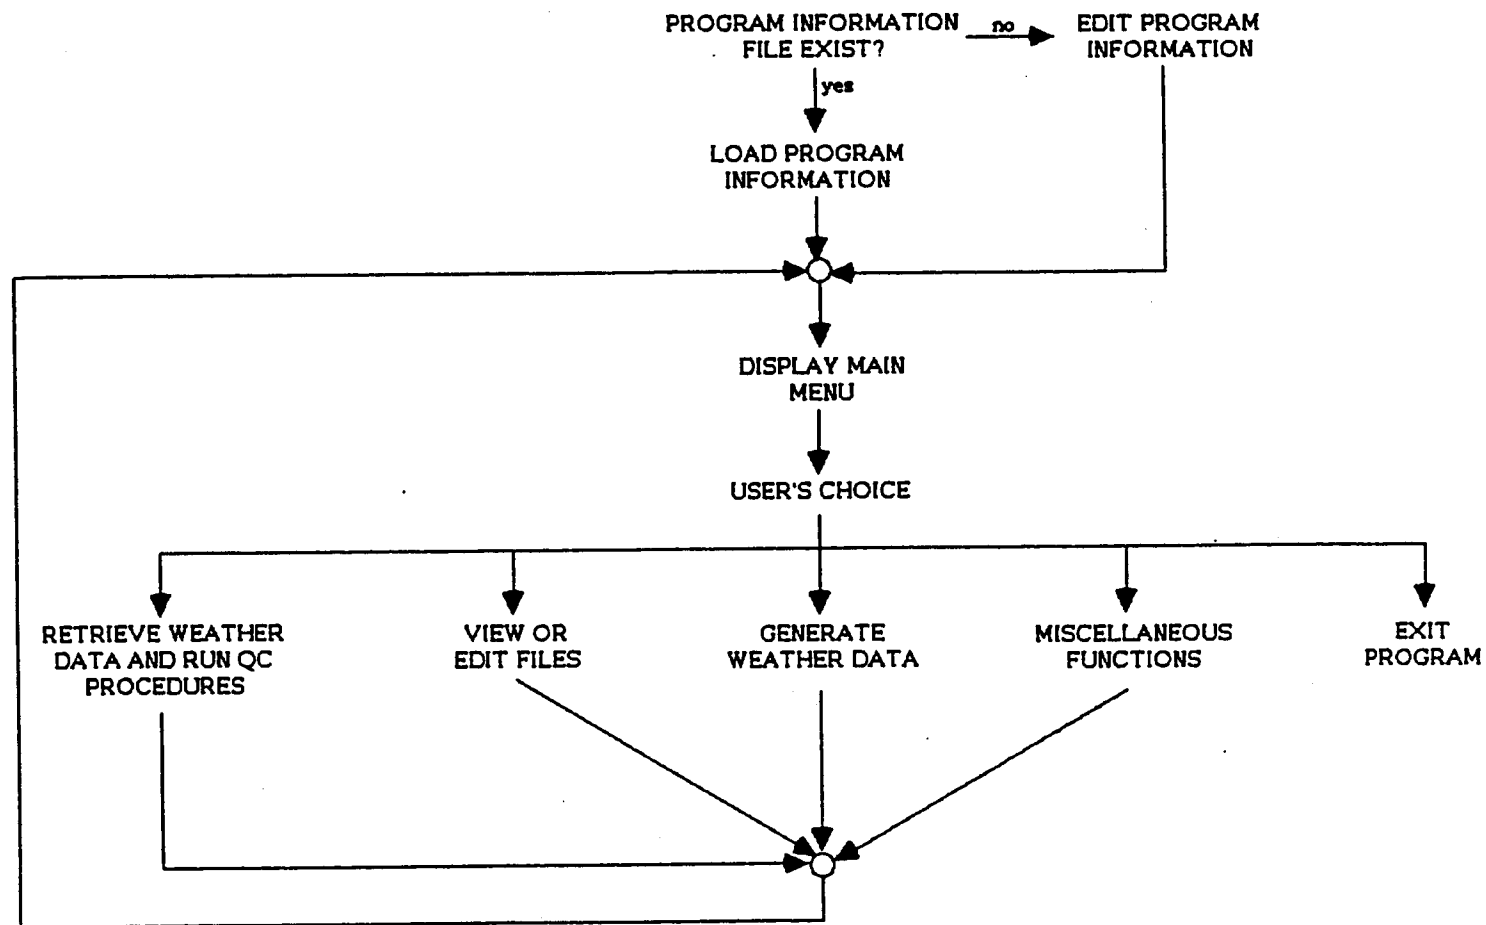 PROGRAM INFORMATION
FILE EXIST?
no
EDIT PROGRAM
INFORMATION
yes
LOAD PROGRAM
INFORMATION
DISPLAY MAIN
MENU
USER'S CHOICE
RETRIEVE WEATHER
DATA AND RUN QC
PROCEDURES
VIEW OR
EDIT FILES
GENERATE
WEATHER DATA
MISCELLANEOUS
FUNCTIONS
EXIT
PROGRAM